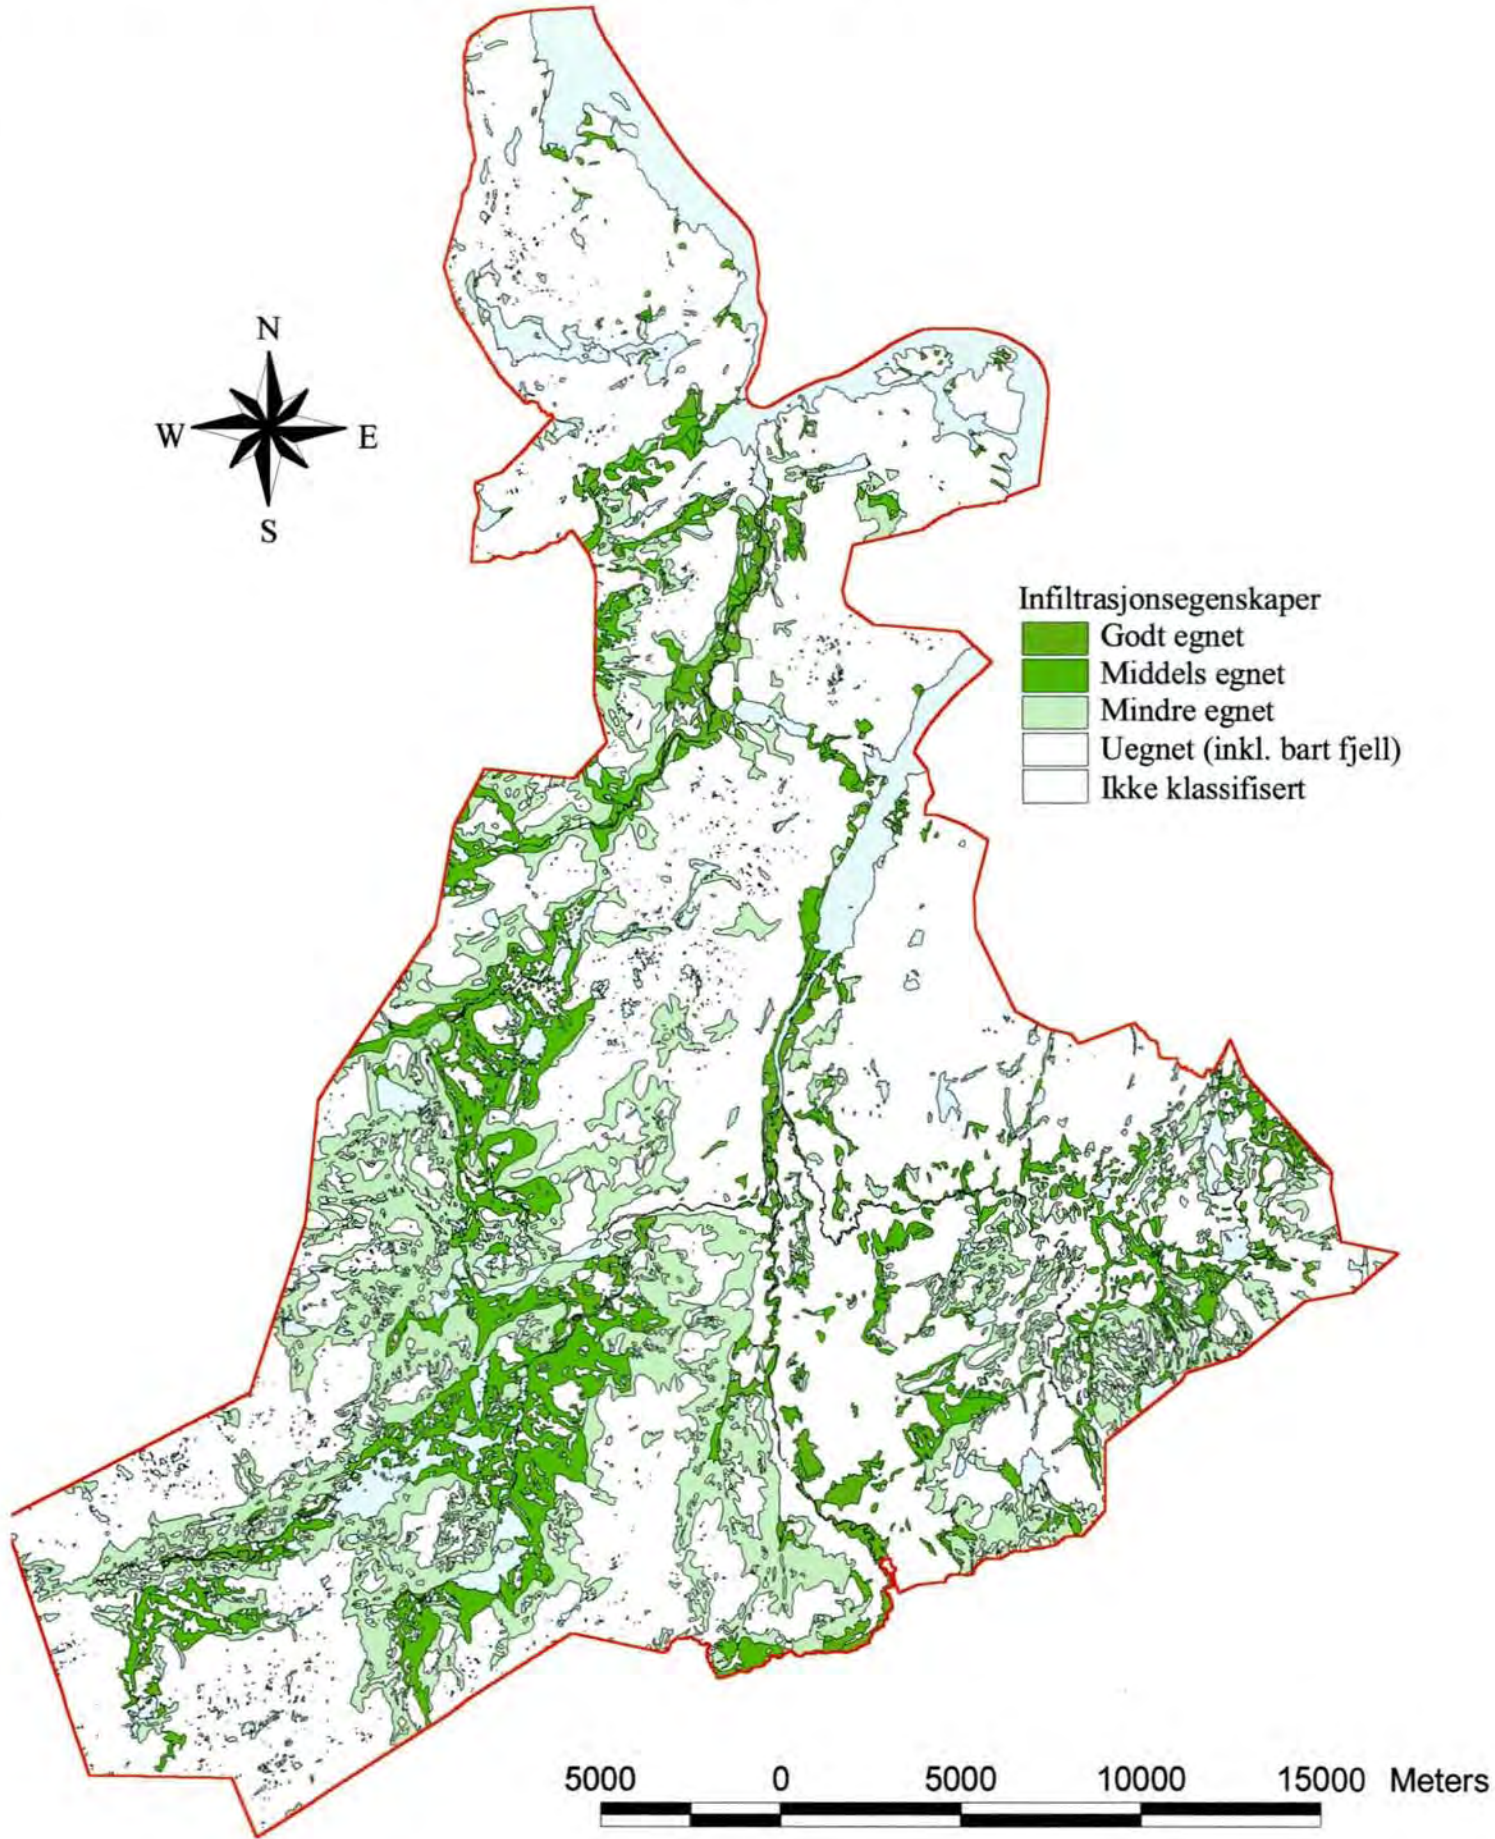 N
W E
S
Infiltrasjonsegenskaper
Godt egnet
Middels egnet
Mindre egnet
Uegnet (inkl. bart fjell)
Ikke klassifisert
5000 0 5000 10000 15000 Meters